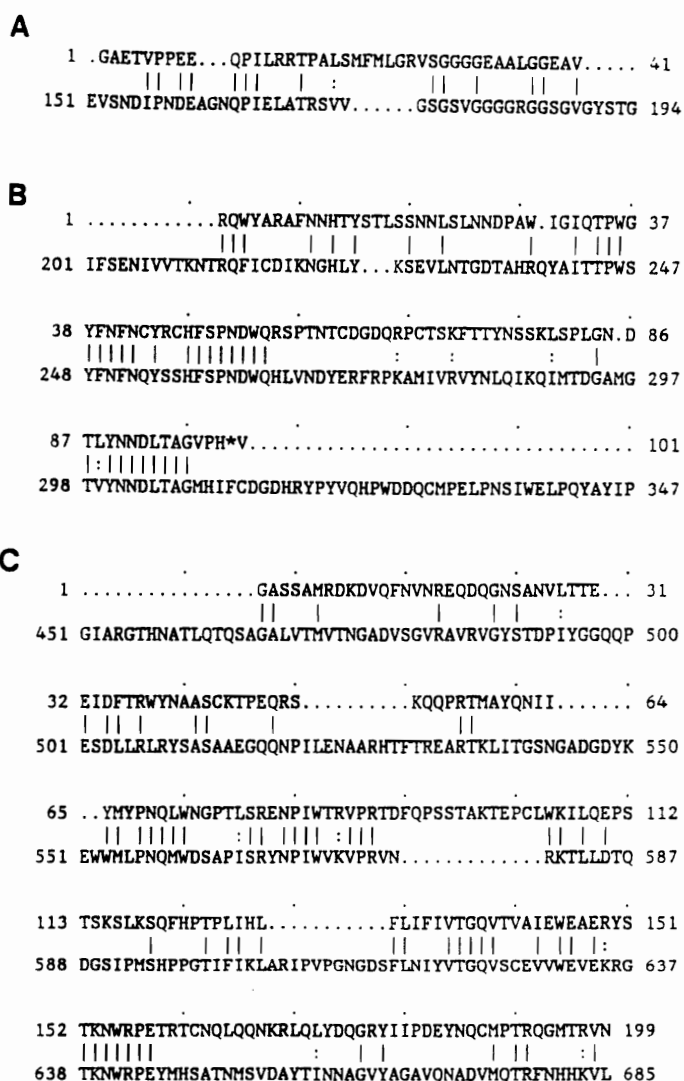 A
1 .GAETVPPEE...QPILRRTPALSMFMLGRVSGGGGEAALGGEAV..... 41
|| || ||| | : || | || |
151 EVSNDIPNDEAGNQPIELATRSVV......GSGSVGGGGRGGSGVGYSTG 194
B
1 ............RQWYARAFNNHTYSTLSSNNLSLNNDPAW.IGIQTPWG 37
||| | | | | | | | |||
201 IFSENIVVTKNTRQFICDIKNGHLY...KSEVLNTGDTAHRQYAITTPWS 247
38 YFNFNCYRCHFSPNDWQRSPTNTCDGDQRPCTSKFTTYNSSKLSPLGN.D 86
||||| | |||||||| : : : |
248 YFNFNQYSSHFSPNDWQHLVNDYERFRPKAMIVRVYNLQIKQIMTDGAMG 297
87 TLYNNDLTAGVPH*V................................... 101
|:||||||||
298 TVYNNDLTAGMHIFCDGDHRYPYVQHPWDDQCMPELPNSIWELPQYAYIP 347
C
1 ................GASSAMRDKDVQFNVNREQDQGNSANVLTTE... 31
|| | | | | :
451 GIARGTHNATLQTQSAGALVTMVTNGADVSGVRAVRVGYSTDPIYGGQQP 500
32 EIDFTRWYNAASCKTPEQRS..........KQQPRTMAYQNII....... 64
| || | || | ||
501 ESDLLRLRYSASAAEGQQNPILENAARHTFTREARTKLITGSNGADGDYK 550
65 ..YMYPNQLWNGPTLSRENPIWTRVPRTDFQPSSTAKTEPCLWKILQEPS 112
|| ||||| :|| |||| :||| || | |
551 EWWMLPNQMWDSAPISRYNPIWVKVPRVN.............RKTLLDTQ 587
113 TSKSLKSQFHPTPLIHL...........FLIFIVTGQVTVAIEWEAERYS 151
| | || | || ||||| | || |:
588 DGSIPMSHPPGTIFIKLARIPVPGNGDSFLNIYVTGQVSCEVVWEVEKRG 637
152 TKNWRPETRTCNQLQQNKRLQLYDQGRYIIPDEYNQCMPTRQGMTRVN 199
||||||| : | | | || :|
638 TKNWRPEYMHSATNMSVDAYTINNAGVYAGAVQNADVMQTRFNHHKVL 685